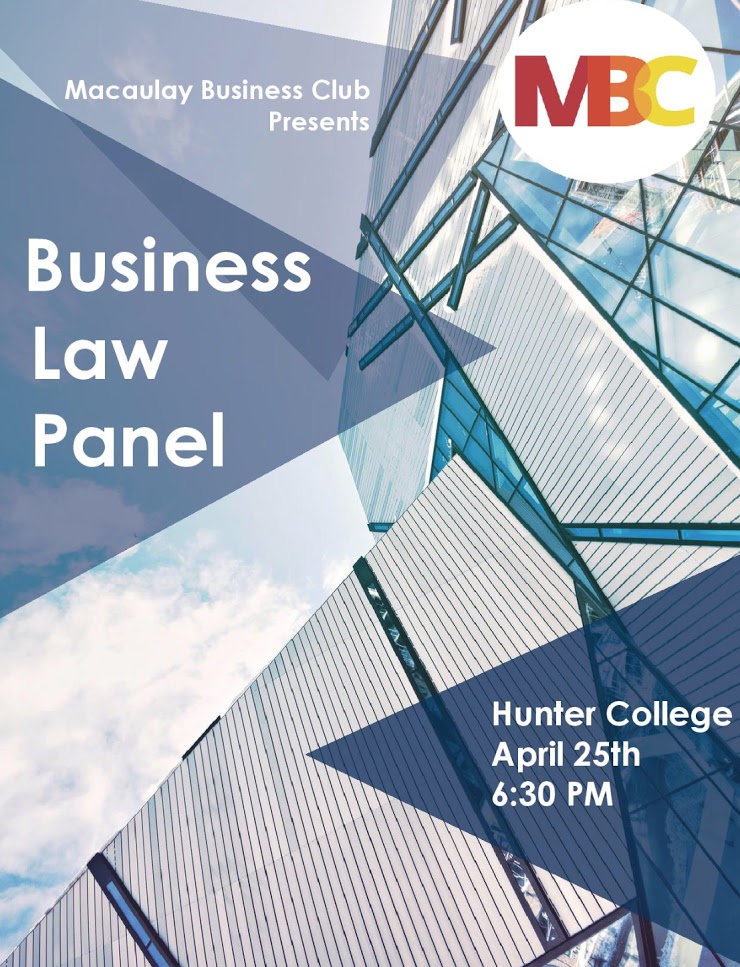 Macaulay Business Club
Presents
MBC
Business
Law
Panel
Hunter College
April 25th
6:30 PM